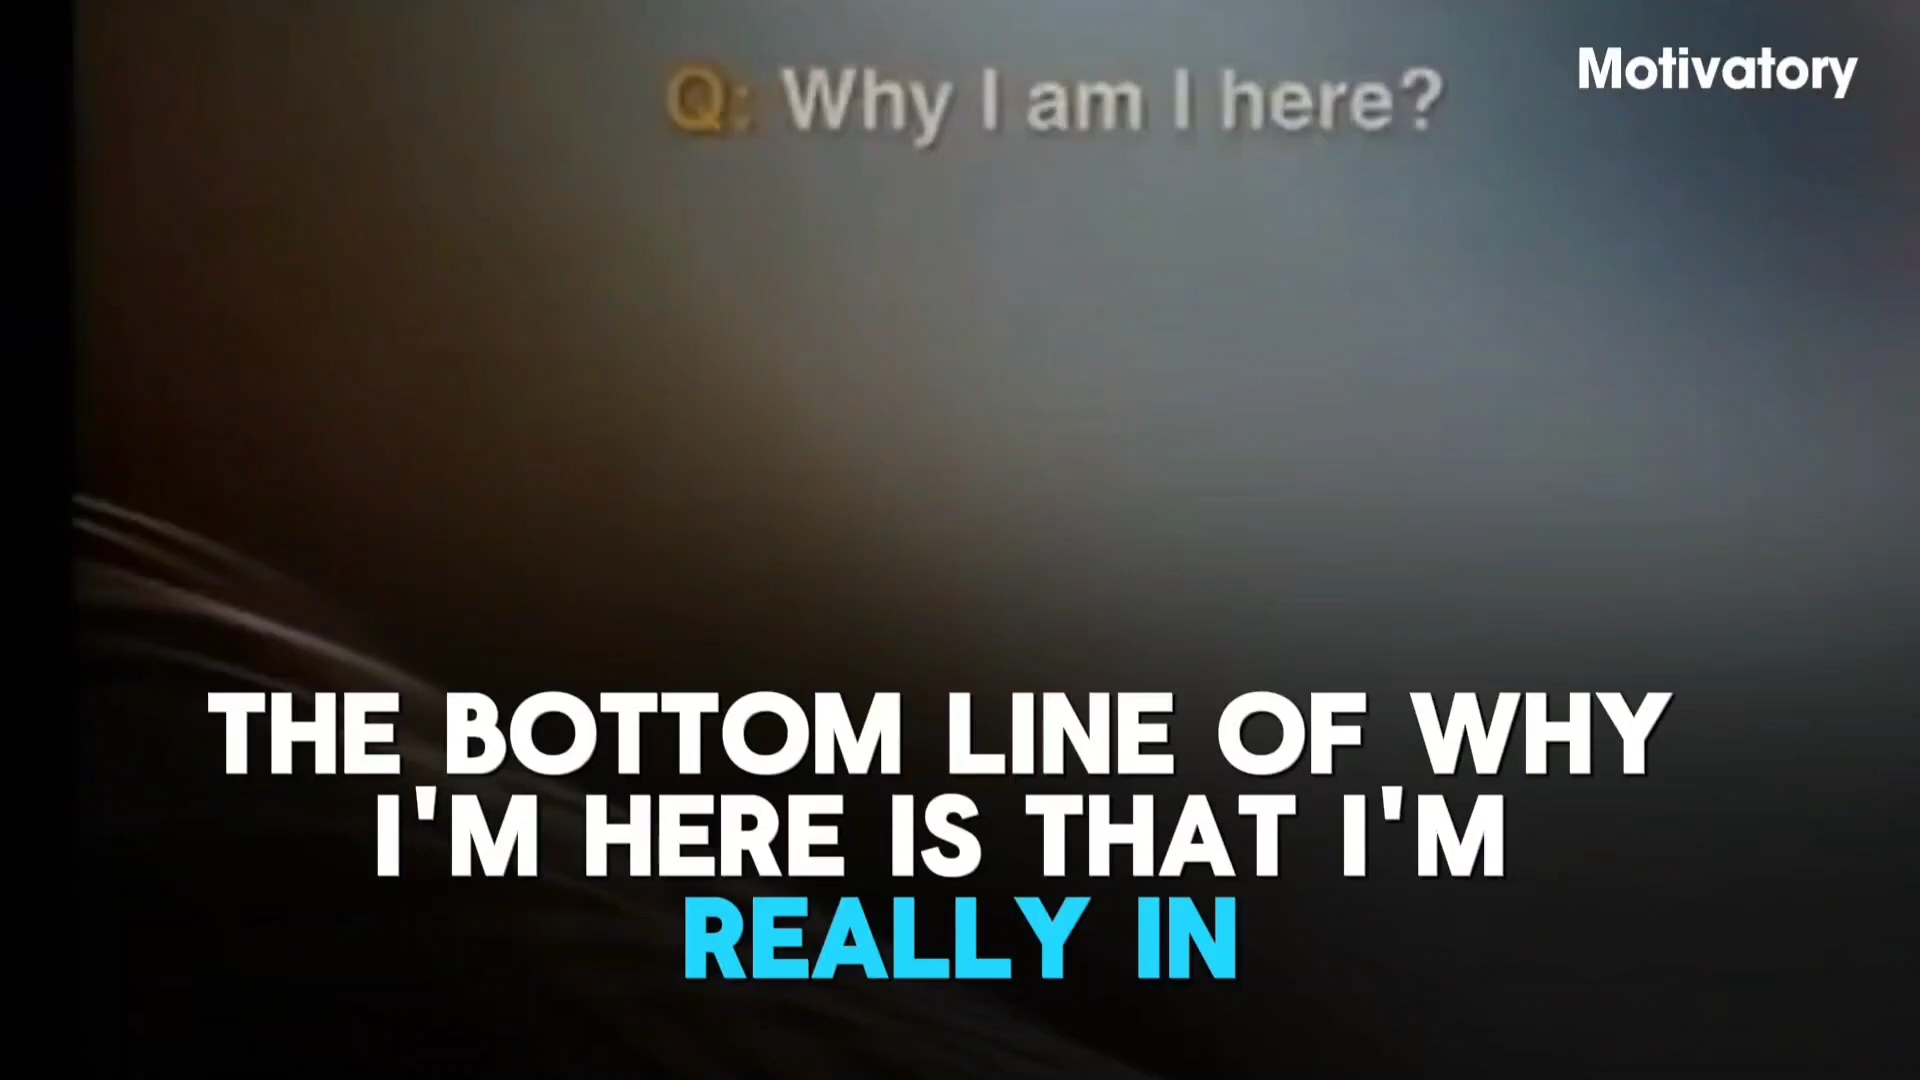 Q: Why I am I here?
Motivatory
THE BOTTOM LINE OF WHY
I'M HERE IS THAT I'M
REALLY IN